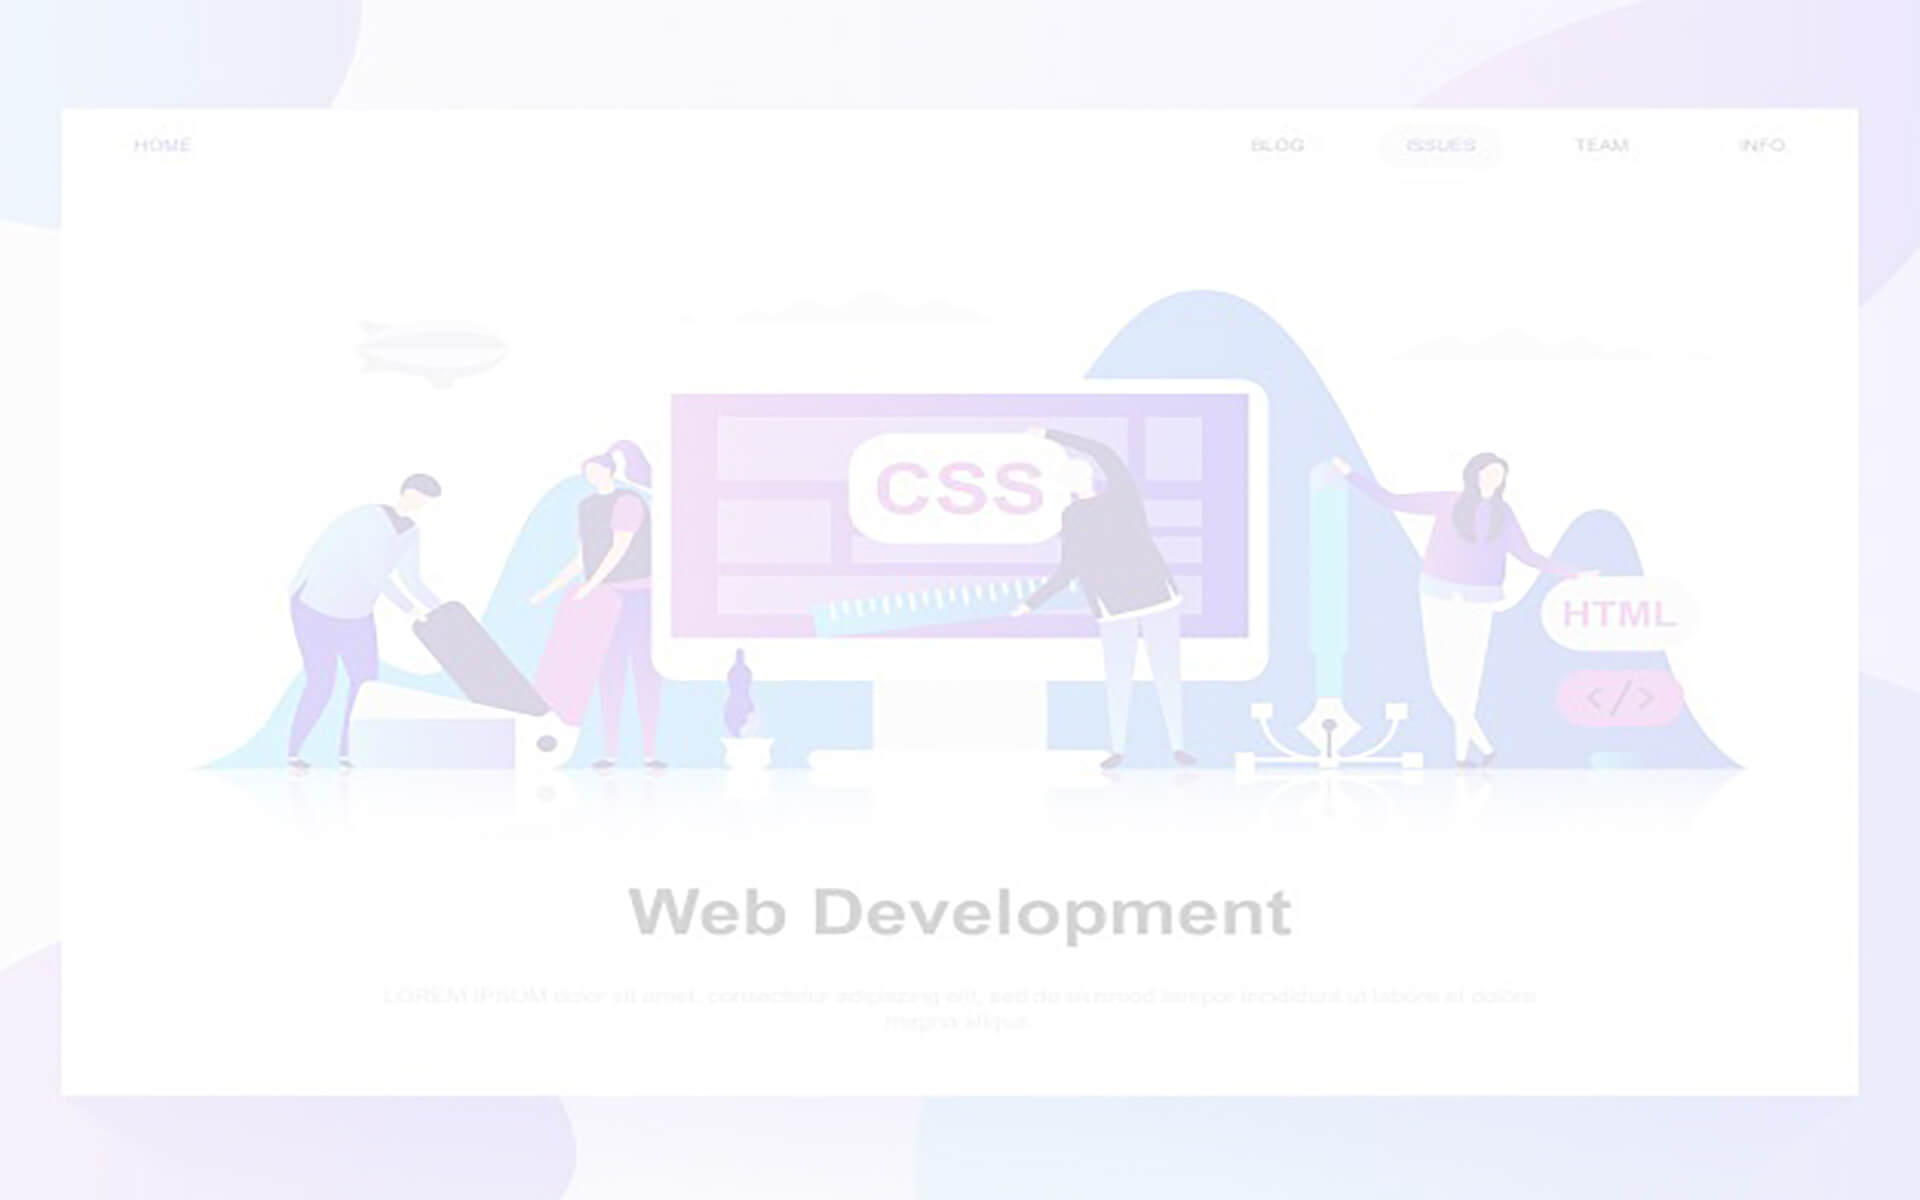 HOME BLOG ISSUES TEAM INFO
CSS
HTML
</>
Web Development
LOREM IPSUM dolor sit amet, consectetur adipiscing elit, sed do eiusmod tempor incididunt ut labore et dolore
magna aliqua.